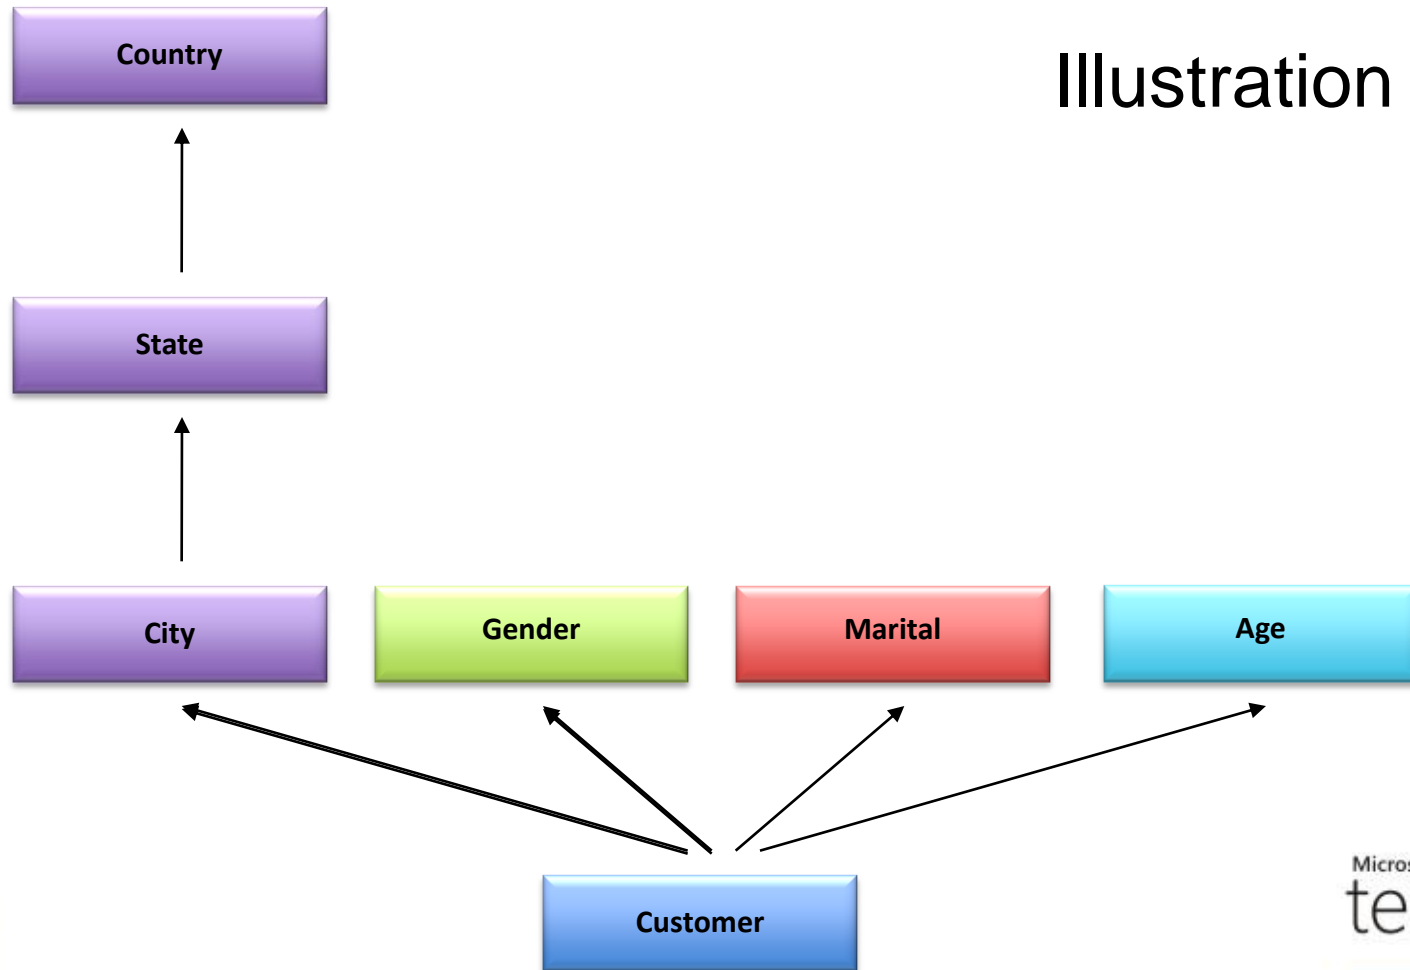 Country
Illustration
State
City
Gender
Marital
Age
Customer